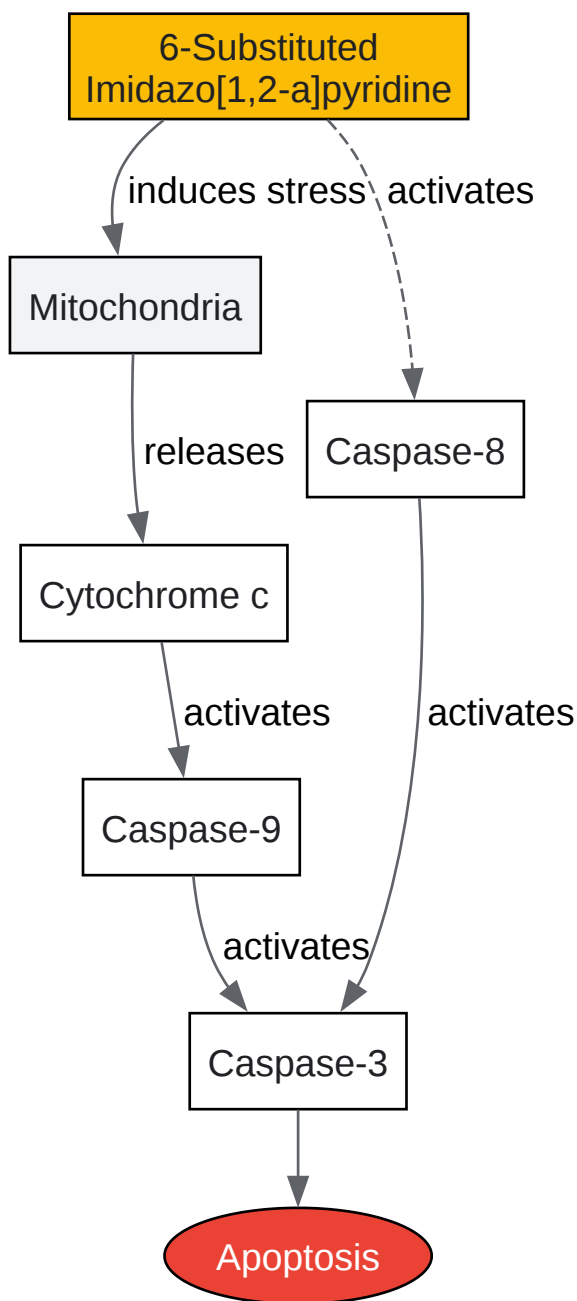 6-Substituted
Imidazo[1,2-a]pyridine
induces stress
activates
Mitochondria
releases
Caspase-8
Cytochrome c
activates
activates
Caspase-9
activates
Caspase-3
Apoptosis